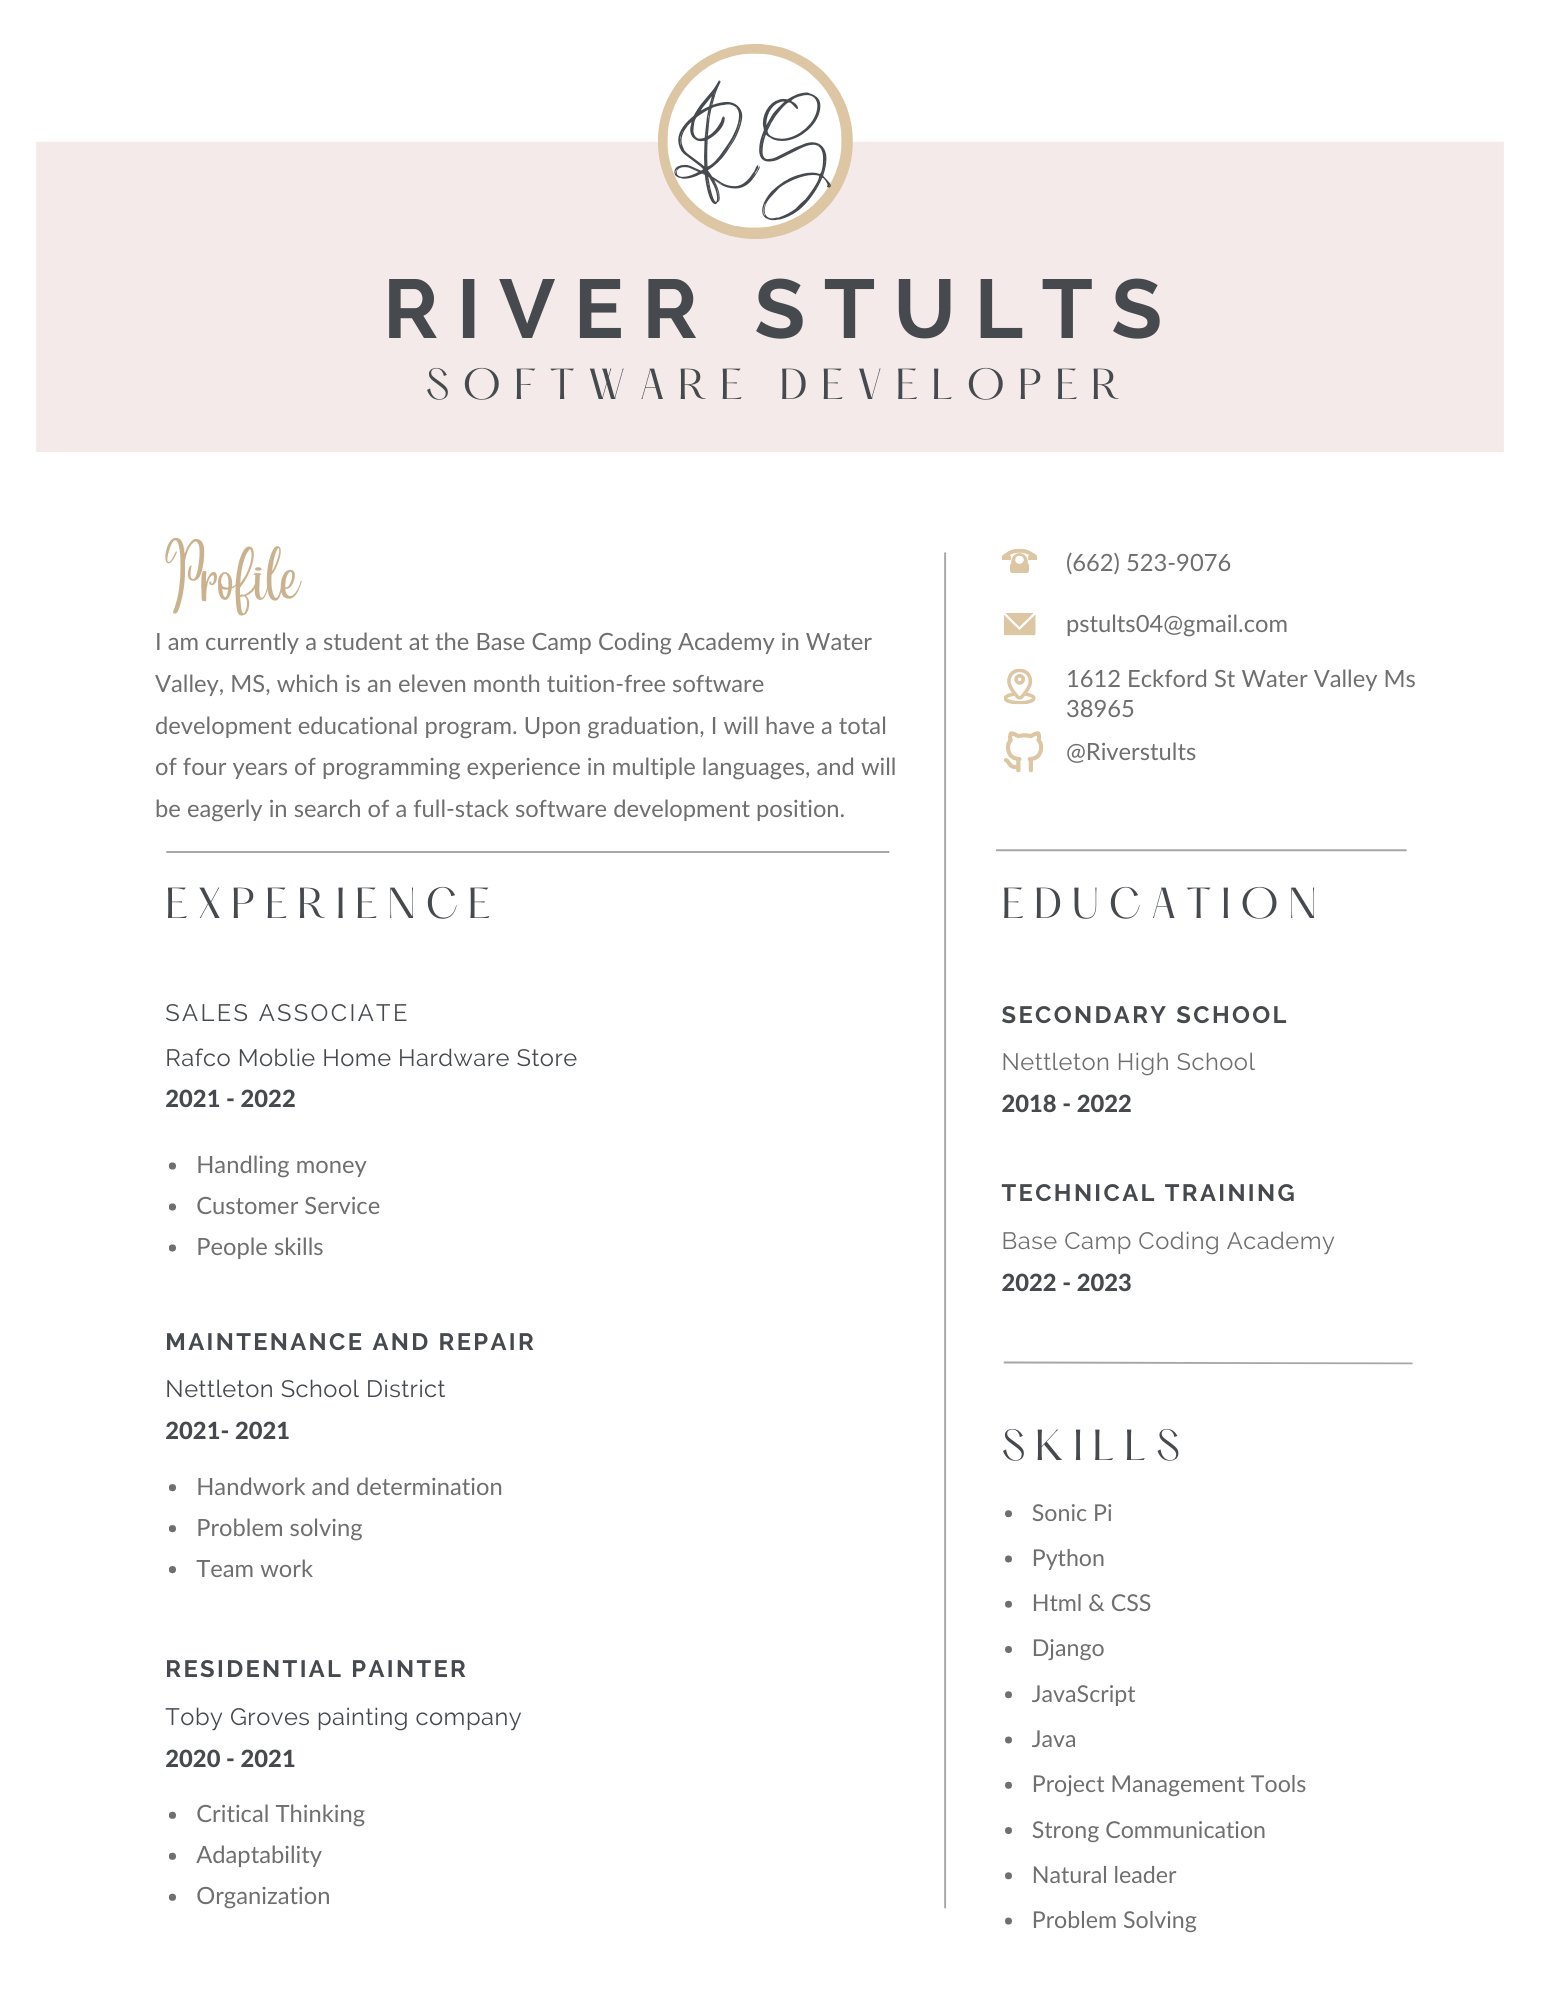 RS
RIVER STULTS
SOFTWARE DEVELOPER
Profile
I am currently a student at the Base Camp Coding Academy in Water
Valley, MS, which is an eleven month tuition-free software
development educational program. Upon graduation, I will have a total
of four years of programming experience in multiple languages, and will
be eagerly in search of a full-stack software development position.
(662) 523-9076
pstults04@gmail.com
1612 Eckford St Water Valley Ms
38965
@Riverstults
EXPERIENCE
SALES ASSOCIATE
Rafco Moblie Home Hardware Store
2021 - 2022
• Handling money
• Customer Service
• People skills
MAINTENANCE AND REPAIR
Nettleton School District
2021- 2021
• Handwork and determination
• Problem solving
• Team work
RESIDENTIAL PAINTER
Toby Groves painting company
2020 - 2021
• Critical Thinking
• Adaptability
• Organization
EDUCATION
SECONDARY SCHOOL
Nettleton High School
2018 - 2022
TECHNICAL TRAINING
Base Camp Coding Academy
2022 - 2023
SKILLS
• Sonic Pi
• Python
• Html & CSS
• Django
• JavaScript
• Java
• Project Management Tools
• Strong Communication
• Natural leader
• Problem Solving